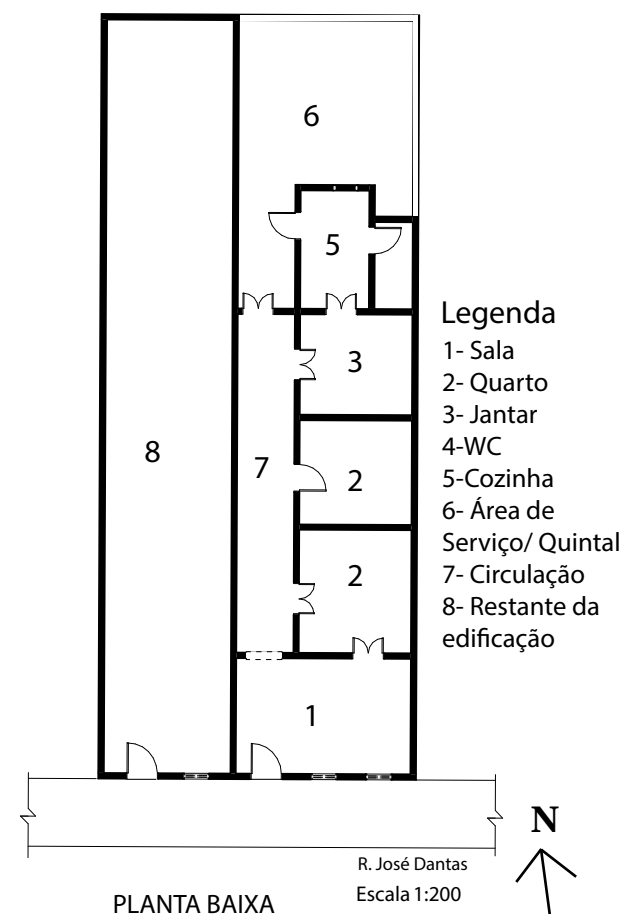 6
5
3
8
7
2
2
1
Legenda
1- Sala
2- Quarto
3- Jantar
4-WC
5-Cozinha
6- Área de
Serviço/ Quintal
7- Circulação
8- Restante da
edificação
N
R. José Dantas
Escala 1:200
PLANTA BAIXA